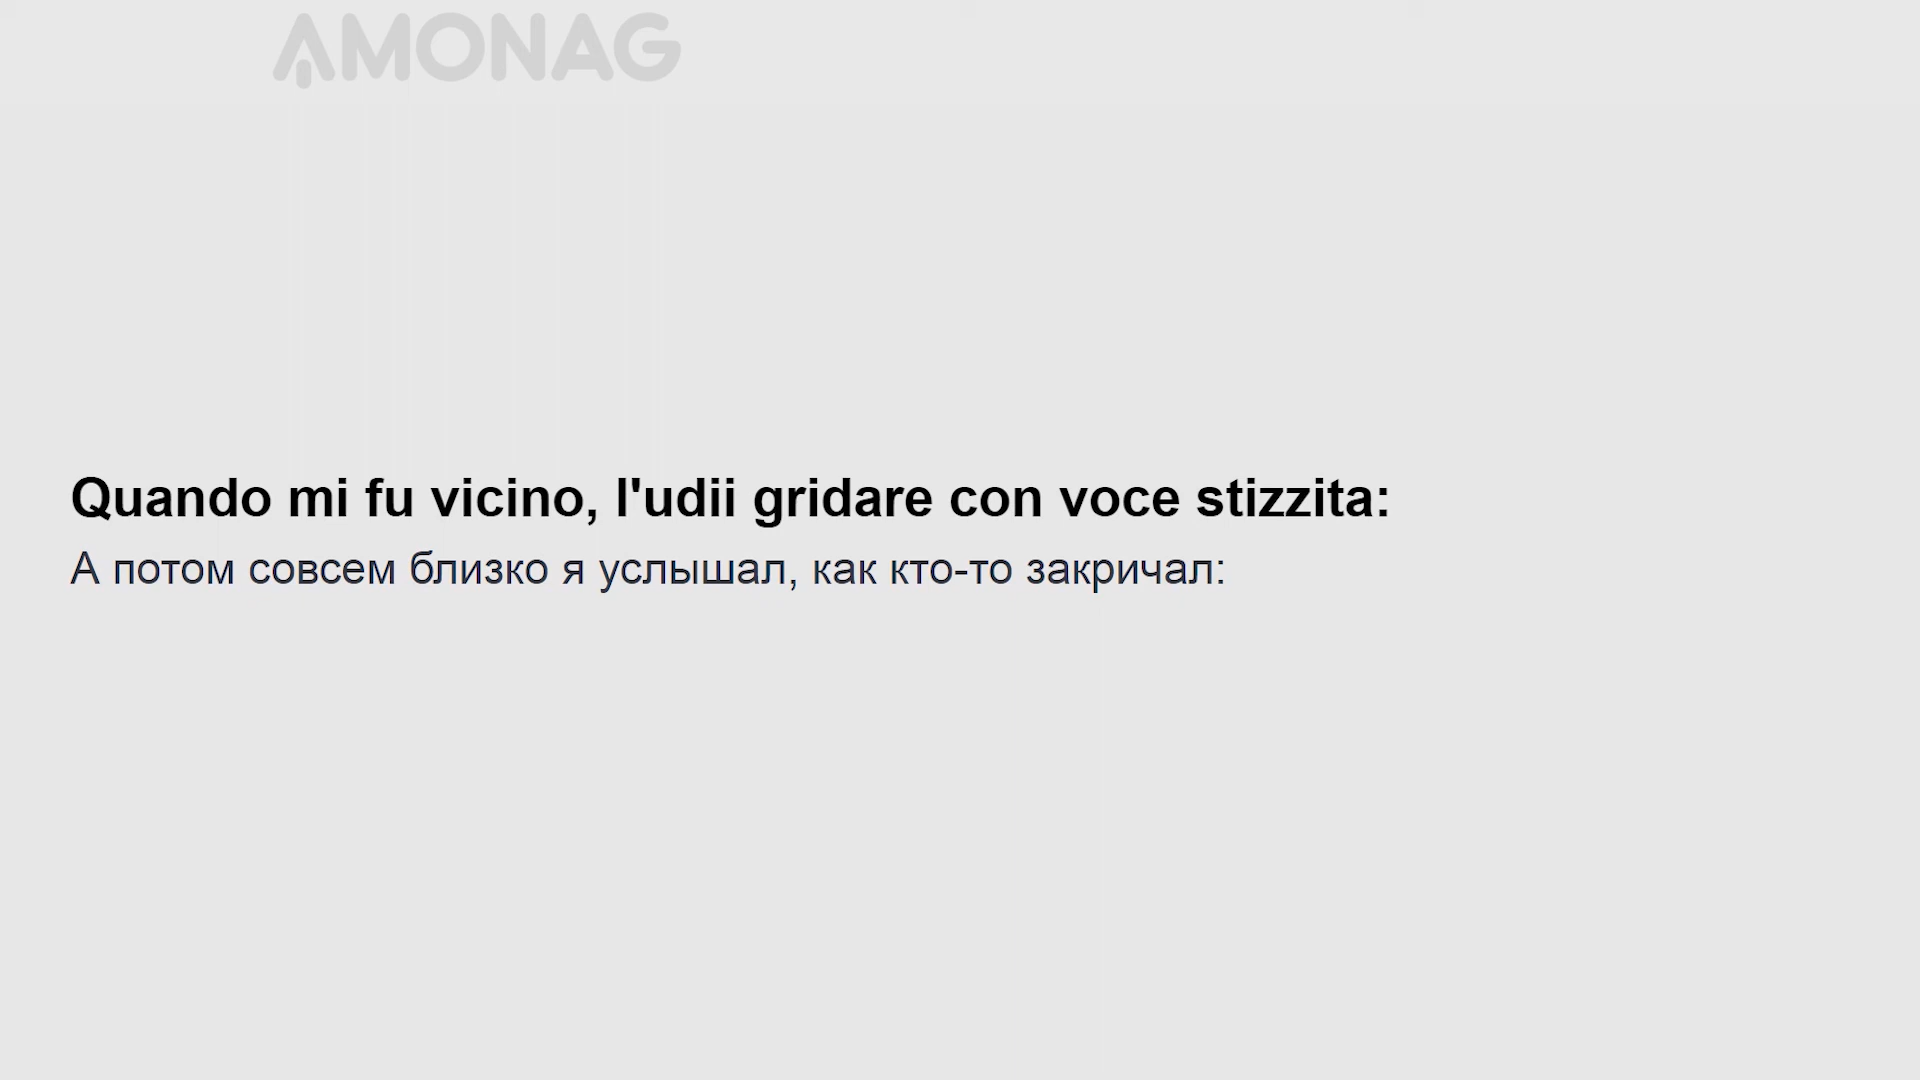 AMONAG
Quando mi fu vicino, l'udii gridare con voce stizzita:
А потом совсем близко я услышал, как кто-то закричал: